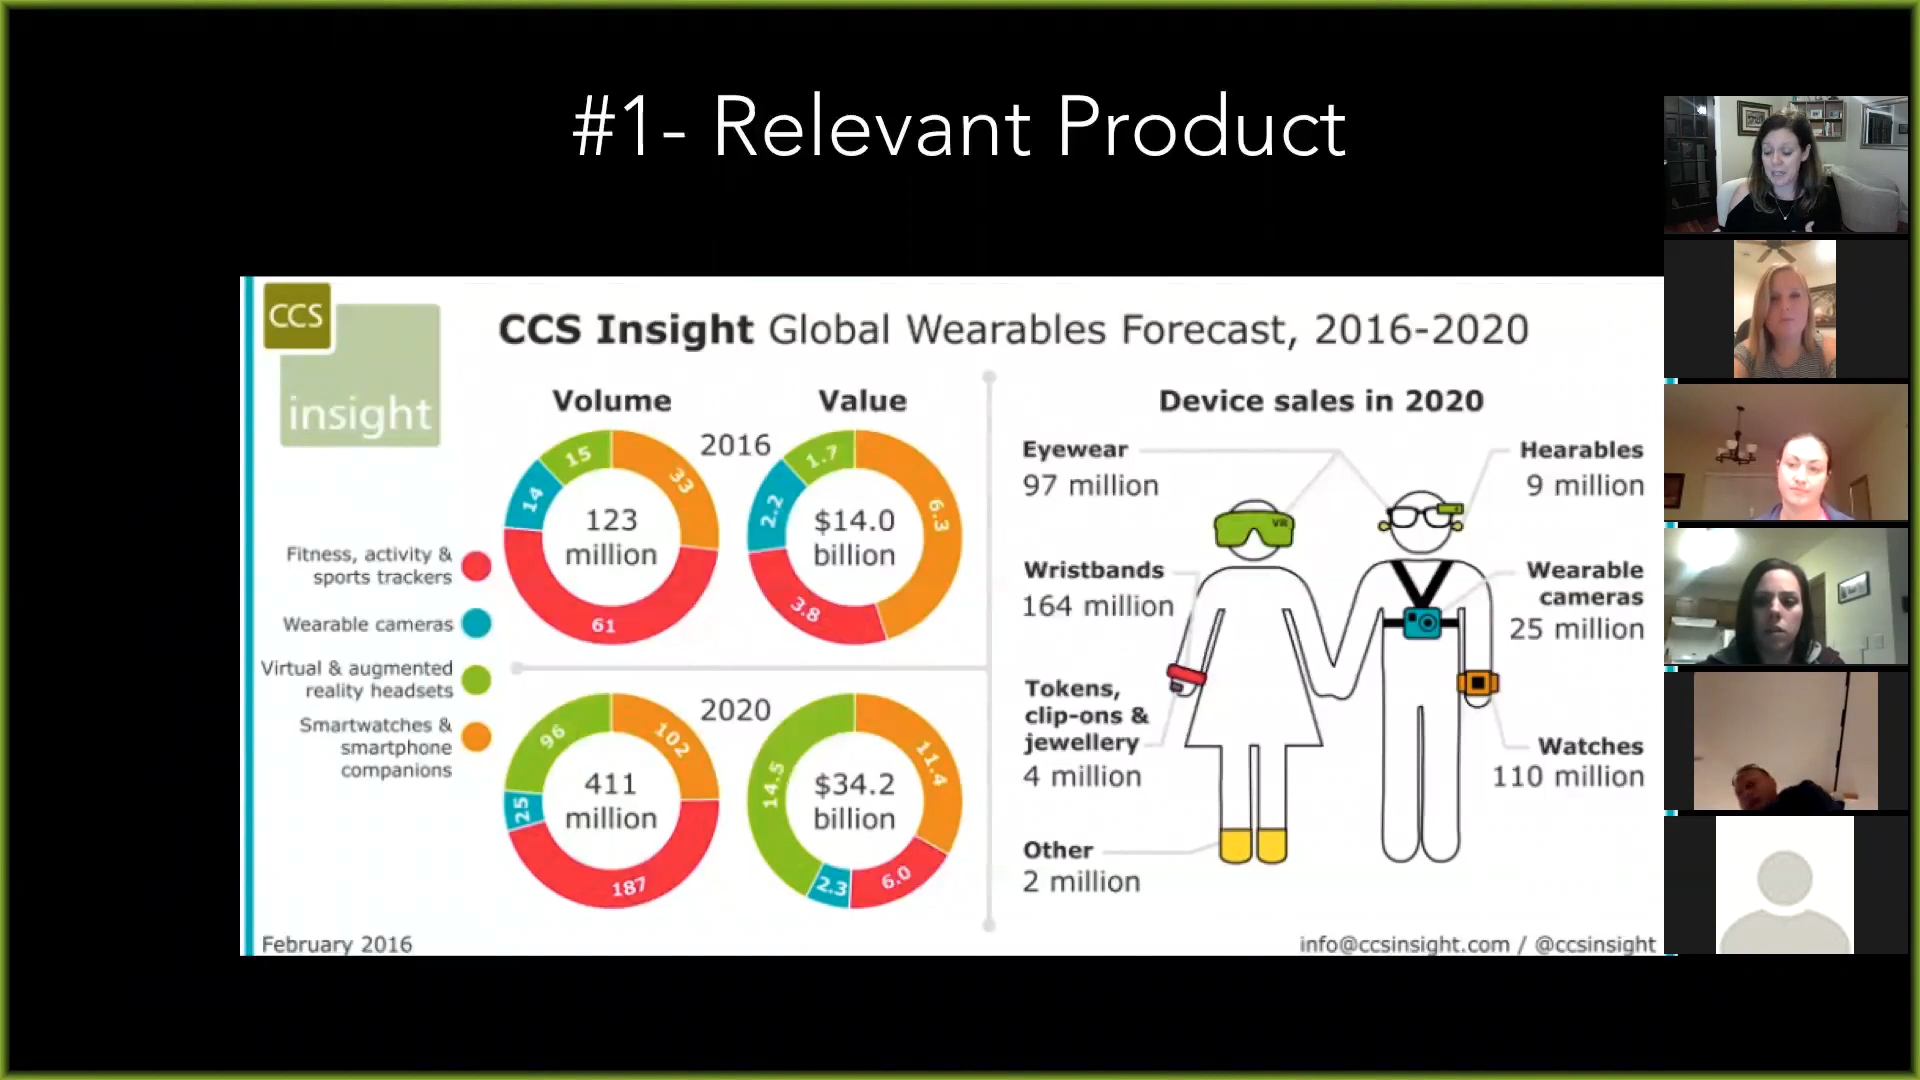 #1- Relevant Product
CCS
insight
CCS Insight Global Wearables Forecast, 2016-2020
Volume
Value
2016
15
33
14
61
123
million
1.7
6.3
2.2
3.8
$14.0
billion
Fitness, activity &
sports trackers
Wearable cameras
Virtual & augmented
reality headsets
Smartwatches &
smartphone
companions
2020
96
102
25
187
411
million
14.5
11.4
2.3
6.0
$34.2
billion
Device sales in 2020
Eyewear
97 million
Hearables
9 million
VR
Wristbands
164 million
Wearable
cameras
25 million
Tokens,
clip-ons &
jewellery
4 million
Watches
110 million
Other
2 million
February 2016
info@ccsinsight.com / @ccsinsight